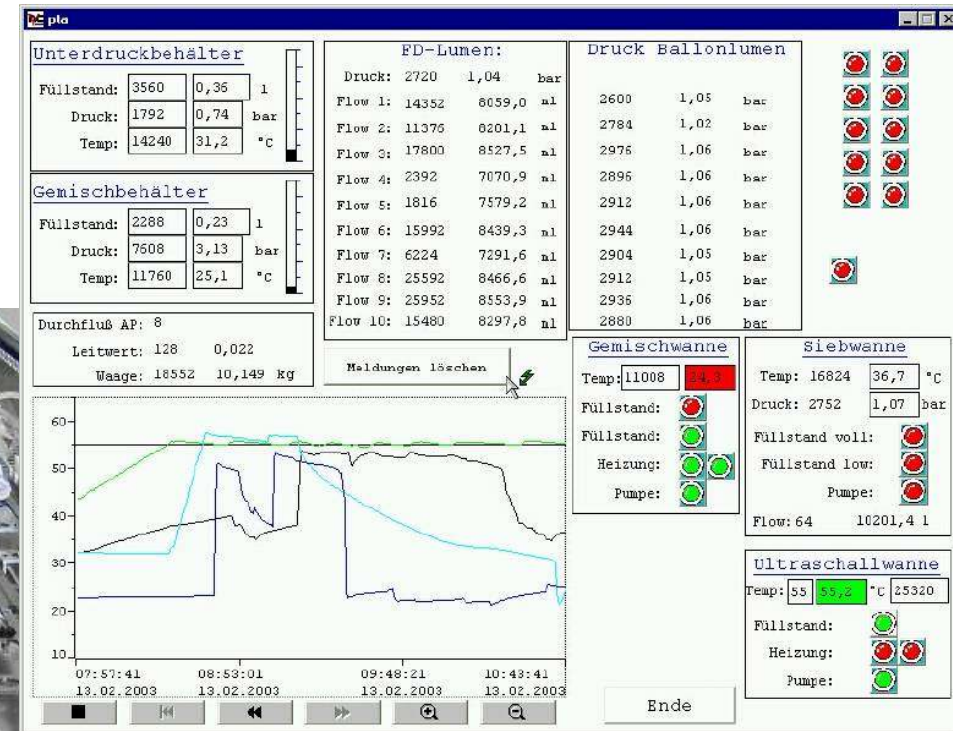 pla
Unterdruckbehälter
Füllstand: 3560 0,36 l
Druck: 1792 0,74 bar
Temp: 14240 31,2 °C
Gemischbehälter
Füllstand: 2288 0,23 l
Druck: 7608 3,13 bar
Temp: 11760 25,1 °C
Durchfluß AP: 8
Leitwert: 128 0,022
Waage: 18552 10,149 Kg
FD-Lumen:
Druck: 2720 1,04 bar
Flow 1: 14352 8059,0 ml
Flow 2: 11376 8201,1 ml
Flow 3: 17800 8527,5 ml
Flow 4: 2392 7070,9 ml
Flow 5: 1816 7579,2 ml
Flow 6: 15992 8439,3 ml
Flow 7: 6224 7291,6 ml
Flow 8: 25592 8466,6 ml
Flow 9: 25952 8553,9 ml
Flow 10: 15480 8297,8 ml
Druck Ballonlumen
2600 1,05 bar
2784 1,02 bar
2976 1,06 bar
2896 1,06 bar
2912 1,06 bar
2944 1,06 bar
2904 1,05 bar
2912 1,05 bar
2936 1,06 bar
2880 1,06 bar
Meldungen löschen
Gemischwanne
Temp: 11008 24,3
Füllstand:
Füllstand:
Heizung:
Pumpe:
Siebwanne
Temp: 16824 36,7 °C
Druck: 2752 1,07 bar
Füllstand voll:
Füllstand low:
Pumpe:
Flow: 64 10201,4 l
Ultraschallwanne
Temp: 55 55,2 °C 25320
Füllstand:
Heizung:
Pumpe:
60
50
40
30
20
10
07:57:41 08:53:01 09:48:21 10:43:41
13.02.2003 13.02.2003 13.02.2003 13.02.2003
Ende